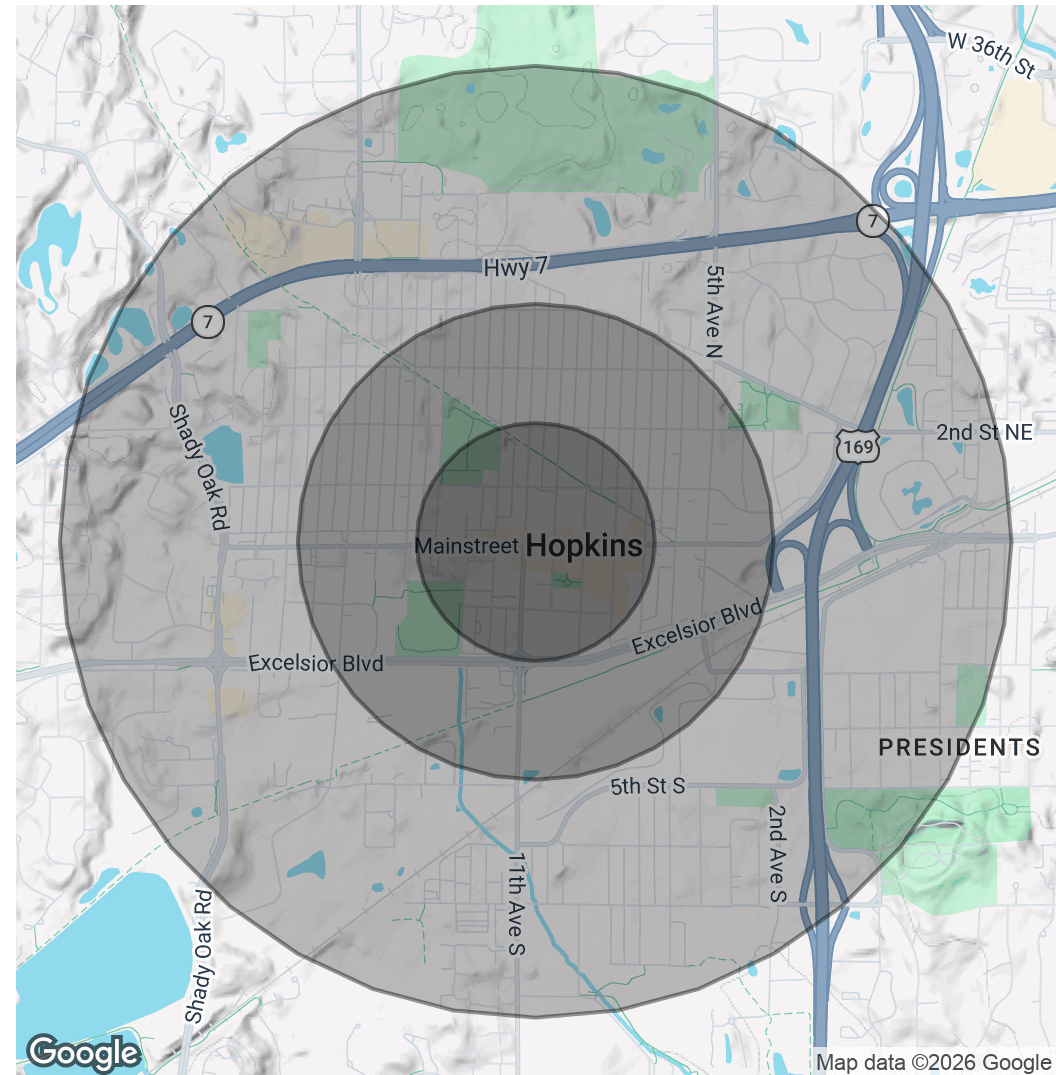 W 36th St
7
Hwy 7
5th Ave N
7
Shady Oak Rd
2nd St NE
169
Mainstreet
Hopkins
Excelsior Blvd
Excelsior Blvd
PRESIDENTS
5th St S
2nd Ave S
11th Ave S
Shady Oak Rd
Google
Map data ©2026 Google